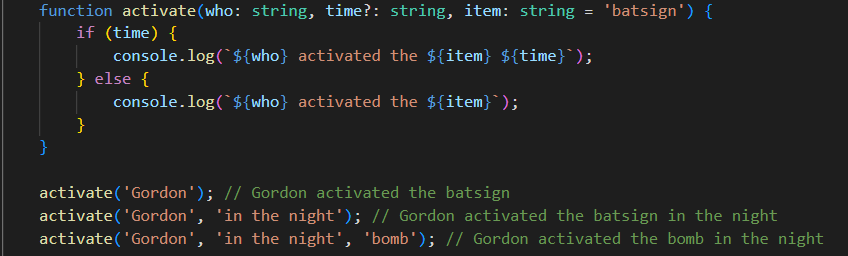 function activate(who: string, time?: string, item: string = 'batsign') {
    if (time) {
        console.log(`${who} activated the ${item} ${time}`);
    } else {
        console.log(`${who} activated the ${item}`);
    }
}

activate('Gordon'); // Gordon activated the batsign
activate('Gordon', 'in the night'); // Gordon activated the batsign in the night
activate('Gordon', 'in the night', 'bomb'); // Gordon activated the bomb in the night